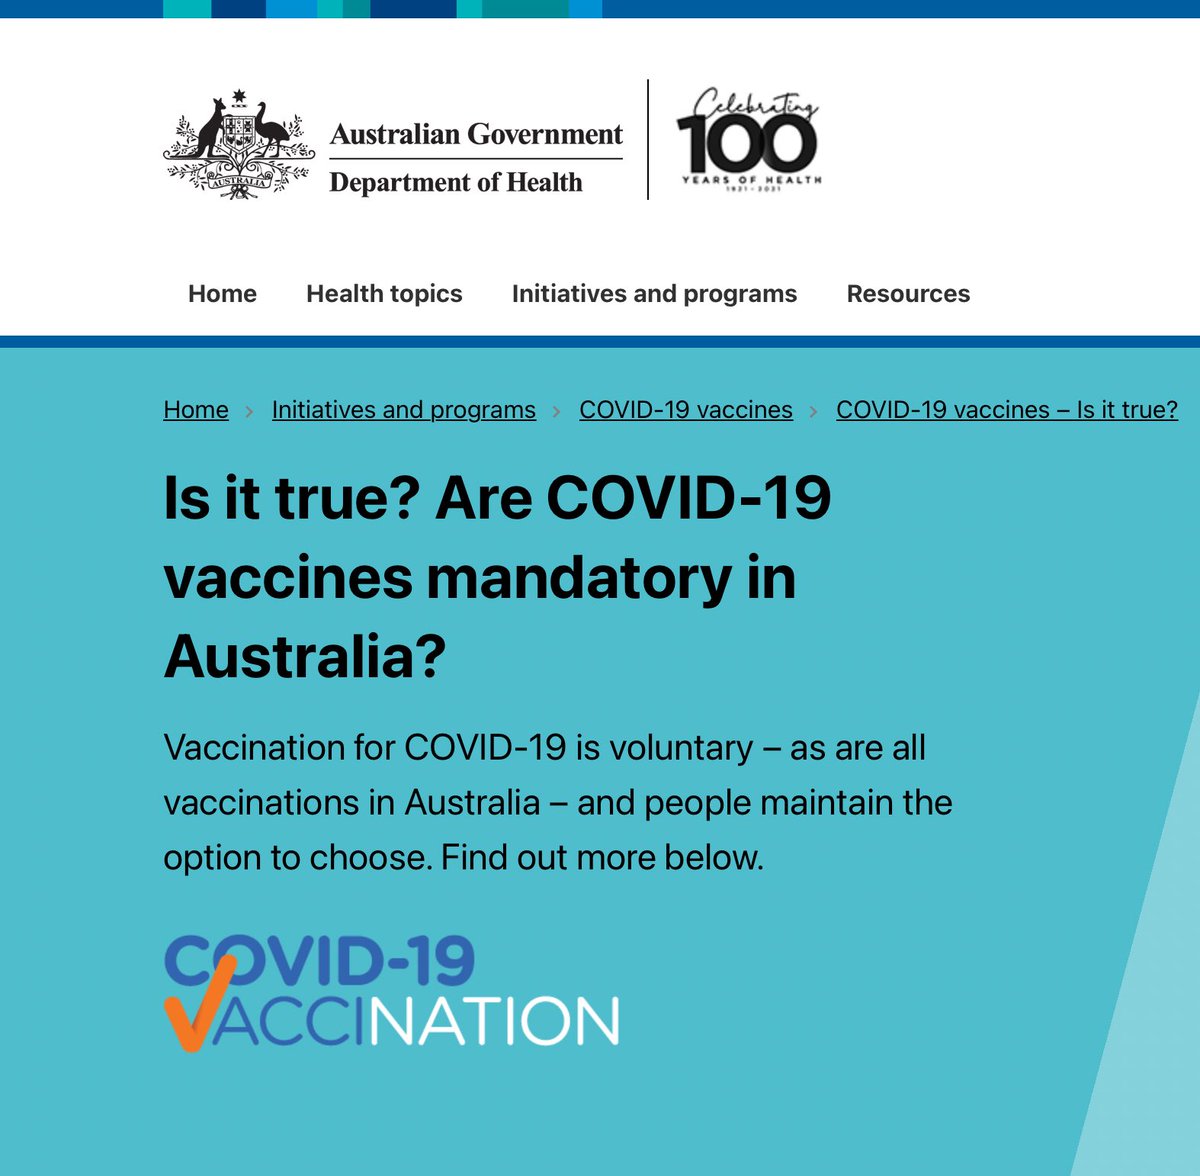 AUSTRALIA
Australian Government
Department of Health
Celebrating
100
YEARS OF HEALTH
1921 - 2021
Home
Health topics
Initiatives and programs
Resources
Home > Initiatives and programs > COVID-19 vaccines > COVID-19 vaccines – Is it true?
Is it true? Are COVID-19
vaccines mandatory in
Australia?
Vaccination for COVID-19 is voluntary – as are all
vaccinations in Australia – and people maintain the
option to choose. Find out more below.
COVID-19
VACCINATION